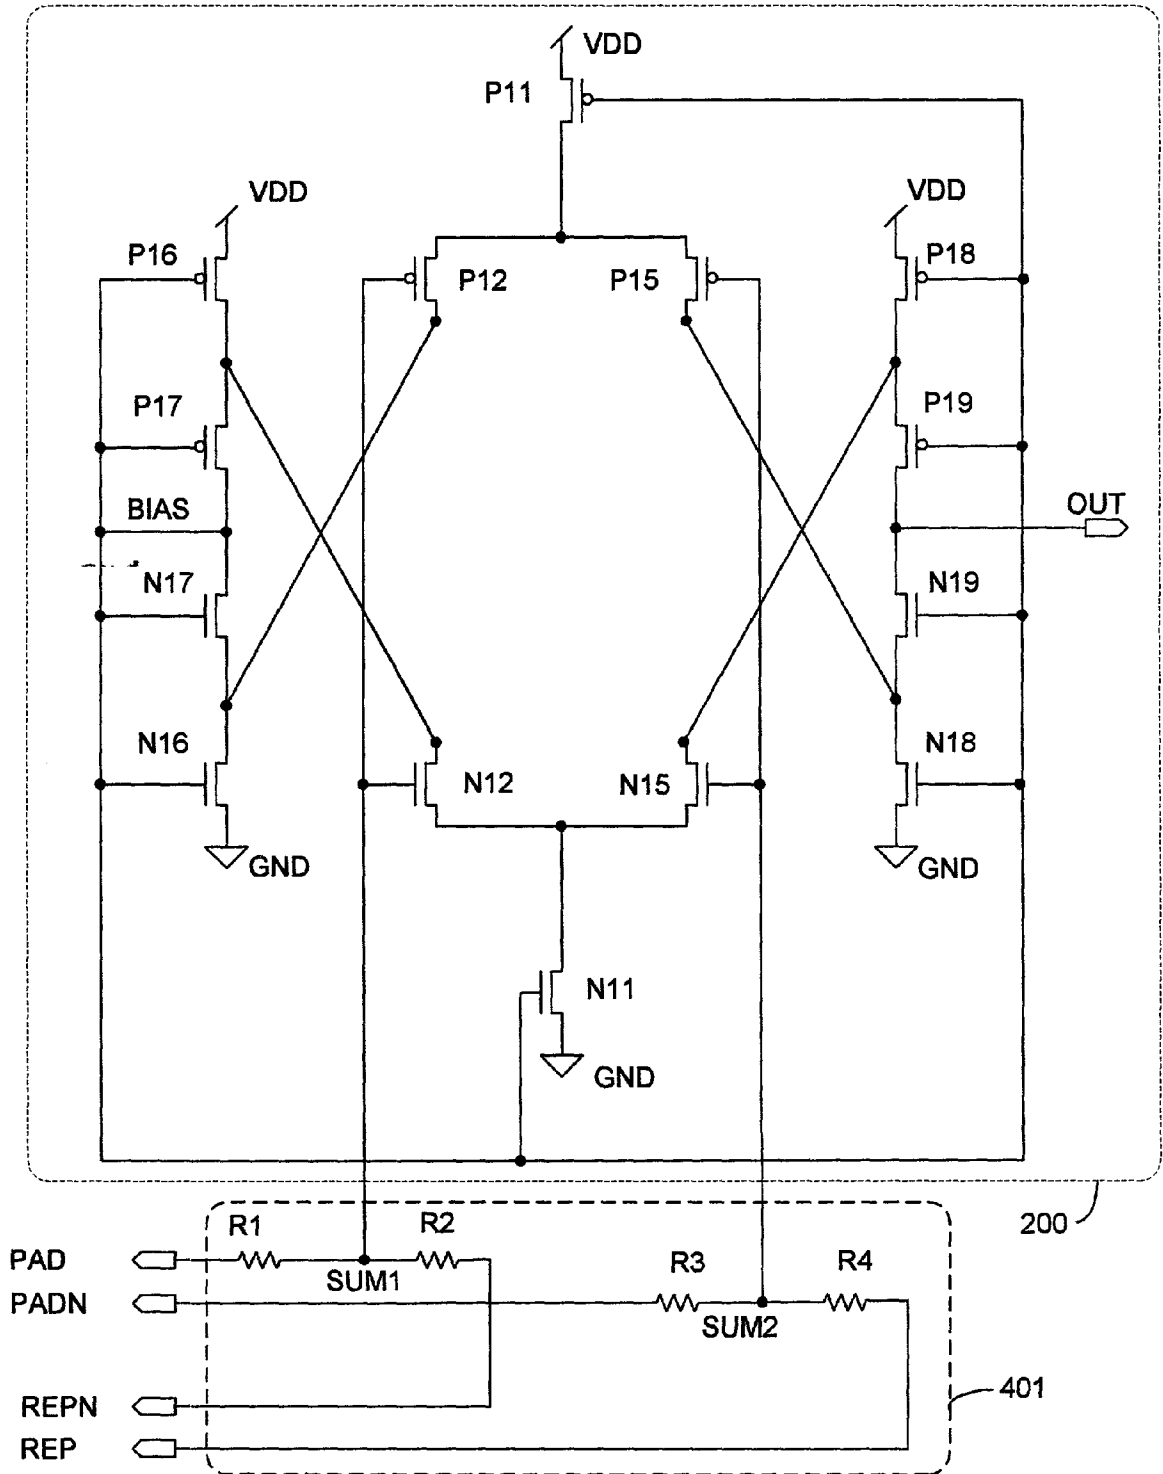 VDD
P11
VDD
VDD
P16
P12
P15
P18
P17
P19
BIAS
OUT
N17
N19
N16
N12
N15
N18
GND
GND
N11
GND
200
R1
R2
PAD
SUM1
R3
R4
PADN
SUM2
REPN
401
REP